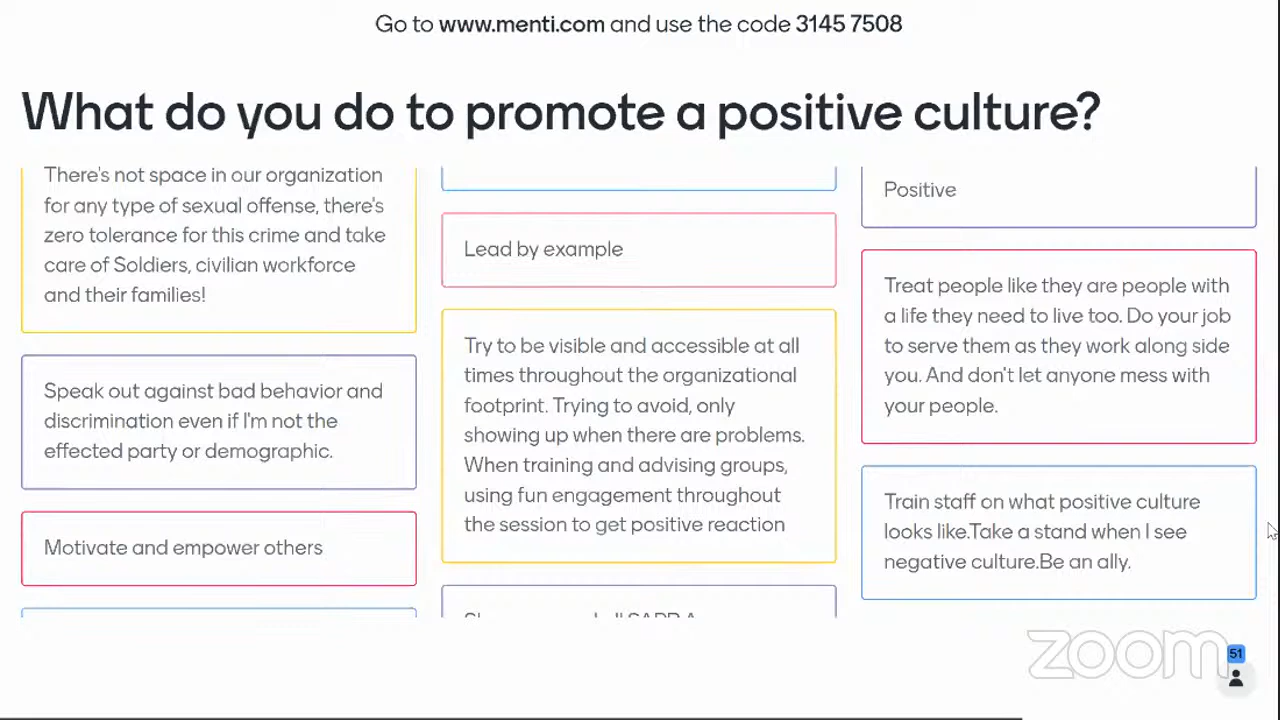 Go to www.menti.com and use the code 3145 7508
What do you do to promote a positive culture?
There's not space in our organization
for any type of sexual offense, there's
zero tolerance for this crime and take
care of Soldiers, civilian workforce
and their families!
Speak out against bad behavior and
discrimination even if I'm not the
effected party or demographic.
Motivate and empower others
Lead by example
Try to be visible and accessible at all
times throughout the organizational
footprint. Trying to avoid, only
showing up when there are problems.
When training and advising groups,
using fun engagement throughout
the session to get positive reaction
Positive
Treat people like they are people with
a life they need to live too. Do your job
to serve them as they work along side
you. And don't let anyone mess with
your people.
Train staff on what positive culture
looks like.Take a stand when I see
negative culture.Be an ally.
zoom
51